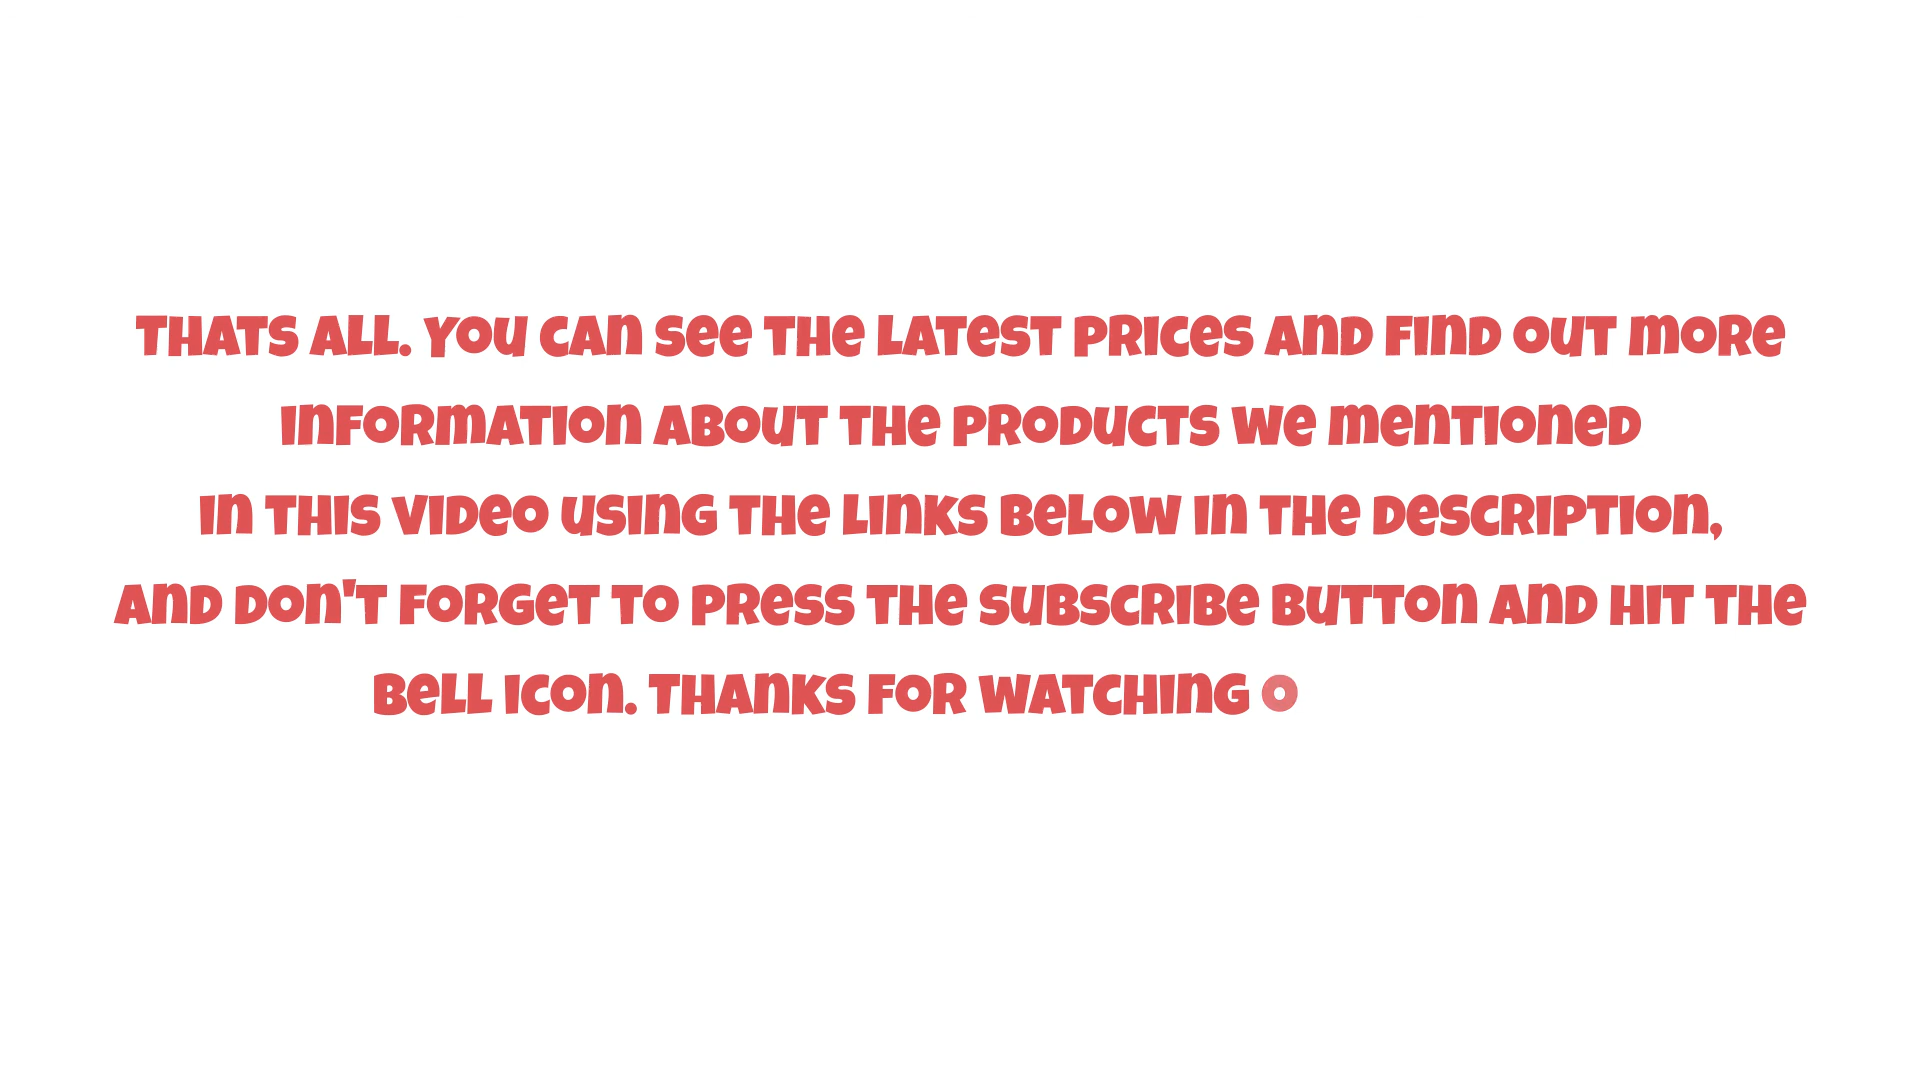 THATS ALL. YOU CAN SEE THE LATEST PRICES AND FIND OUT MORE
INFORMATION ABOUT THE PRODUCTS WE MENTIONED
IN THIS VIDEO USING THE LINKS BELOW IN THE DESCRIPTION,
AND DON'T FORGET TO PRESS THE SUBSCRIBE BUTTON AND HIT THE
BELL ICON. THANKS FOR WATCHING O